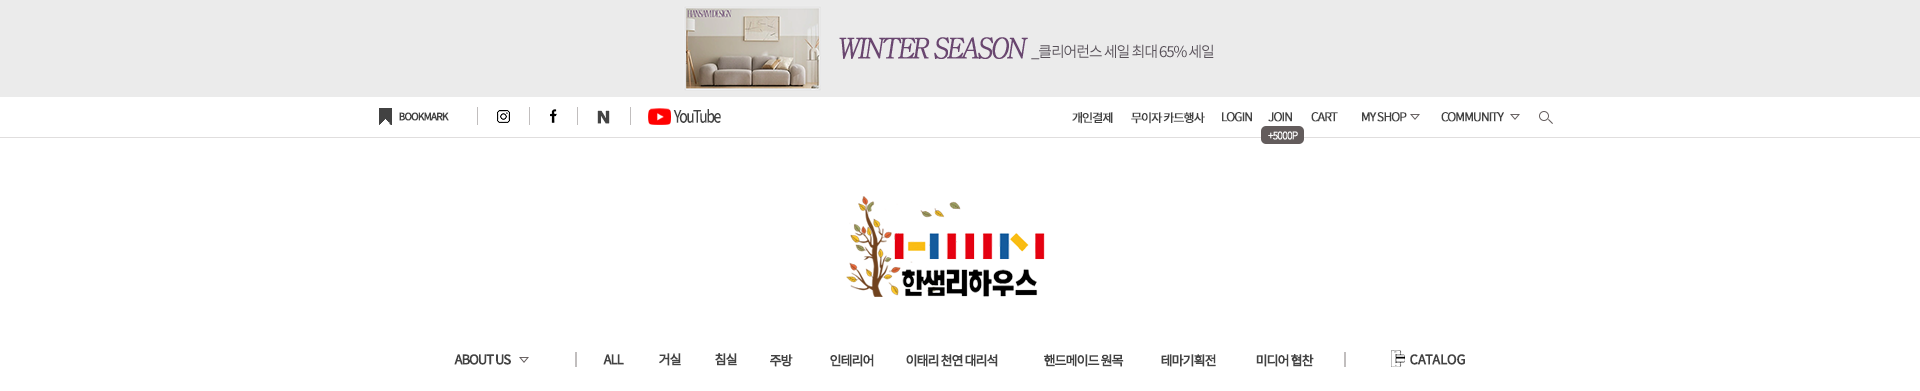 HANSAM DESIGN
WINTER SEASON _클리어런스 세일 최대 65% 세일
BOOKMARK YouTube 개인결제 무이자 카드행사 LOGIN JOIN CART MY SHOP COMMUNITY
+5000P
한쌤리하우스
ABOUT US ALL 거실 침실 주방 인테리어 이태리 천연 대리석 핸드메이드 원목 테마기획전 미디어 협찬 CATALOG